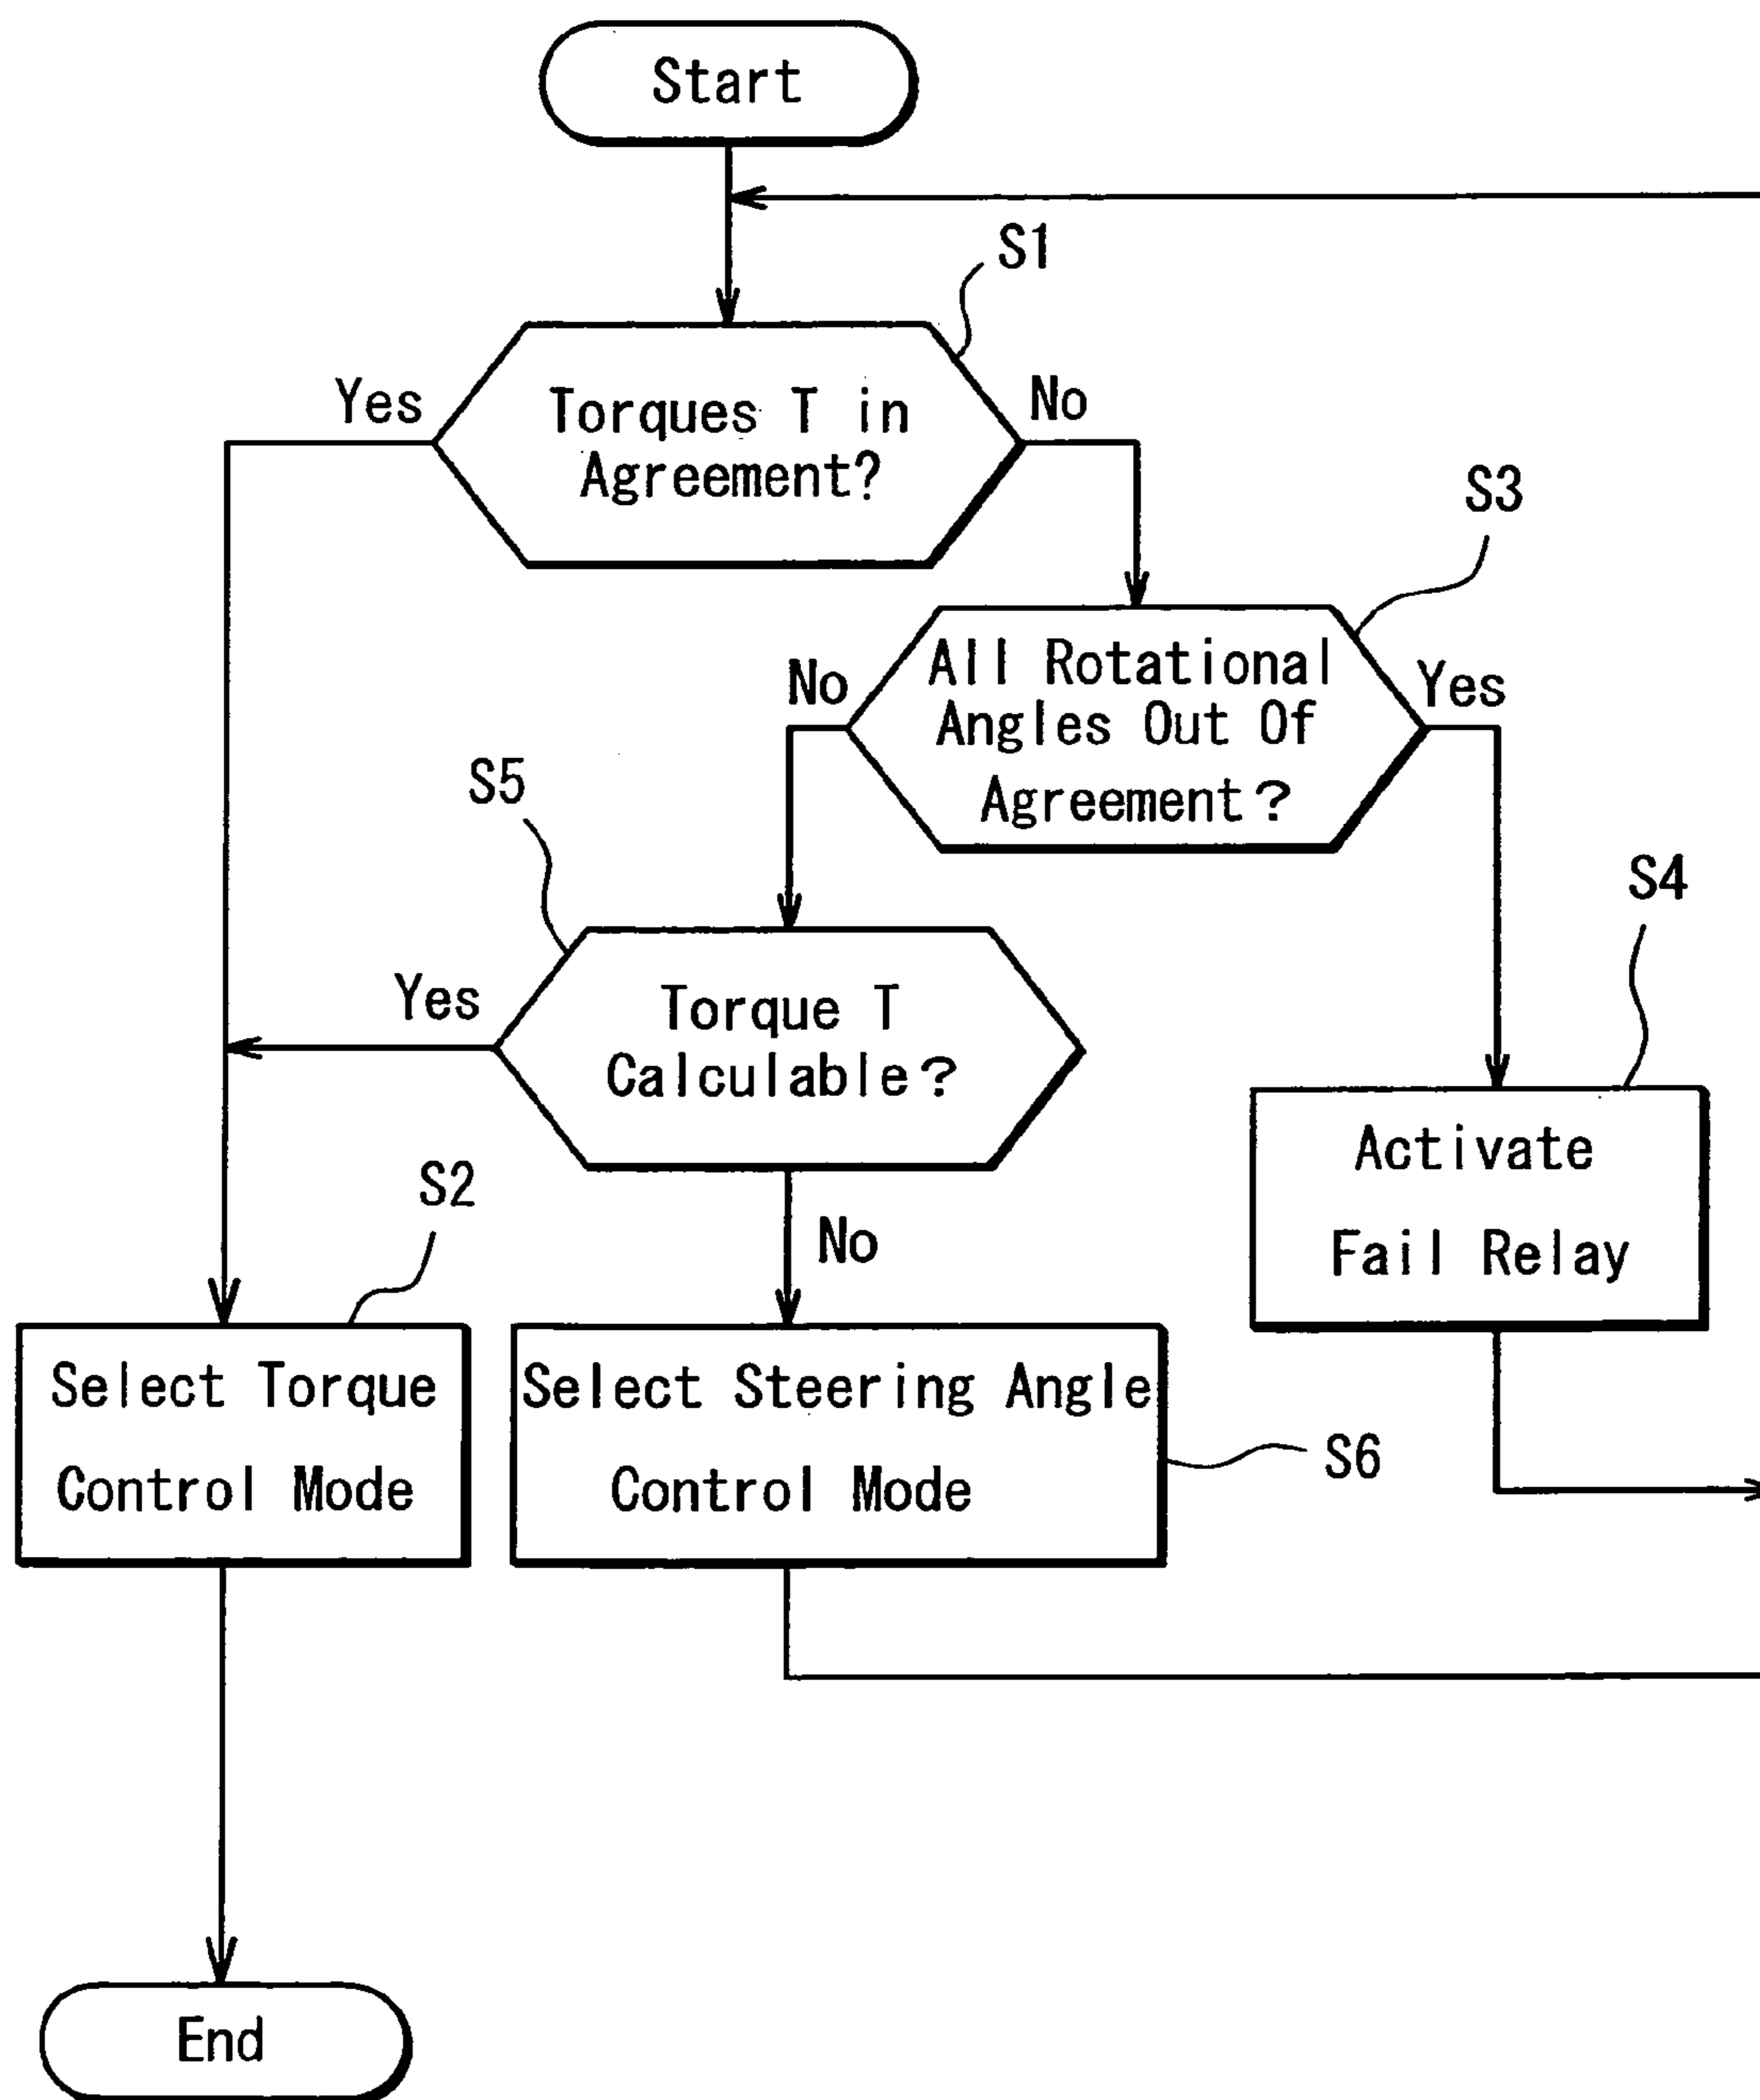 Start
S1
Yes
Torques T in
Agreement?
No
S3
No
All Rotational
Angles Out Of
Agreement?
Yes
S5
S4
Yes
Torque T
Calculable?
Activate
Fail Relay
S2
No
Select Torque
Control Mode
Select Steering Angle
Control Mode
S6
End